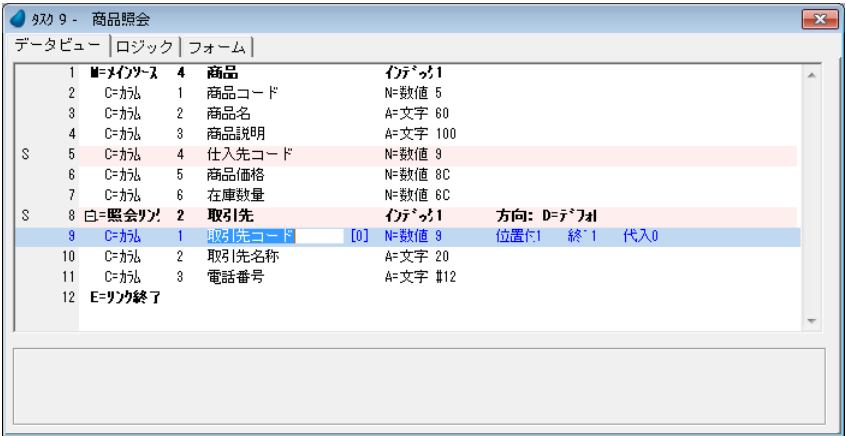 ﾀｽｸ 9 - 商品照会
データビュー ロジック フォーム
1 M=ﾒｲﾝｿｰｽ 4 商品 ｲﾝﾃﾞｯｸ 1
2 C=ｶﾗﾑ 1 商品コード N=数値 5
3 C=ｶﾗﾑ 2 商品名 A=文字 60
4 C=ｶﾗﾑ 3 商品説明 A=文字 100
S 5 C=ｶﾗﾑ 4 仕入先コード N=数値 9
6 C=ｶﾗﾑ 5 商品価格 N=数値 8C
7 C=ｶﾗﾑ 6 在庫数量 N=数値 6C
S 8 L=照会ﾘﾝ 2 取引先 ｲﾝﾃﾞｯｸ 1 方向: D=ﾃﾞﾌｫﾙ
9 C=ｶﾗﾑ 1 取引先コード [0] N=数値 9 位置付 1 終 1 代入 0
10 C=ｶﾗﾑ 2 取引先名称 A=文字 20
11 C=ｶﾗﾑ 3 電話番号 A=文字 #12
12 E=ﾘﾝｸ終了